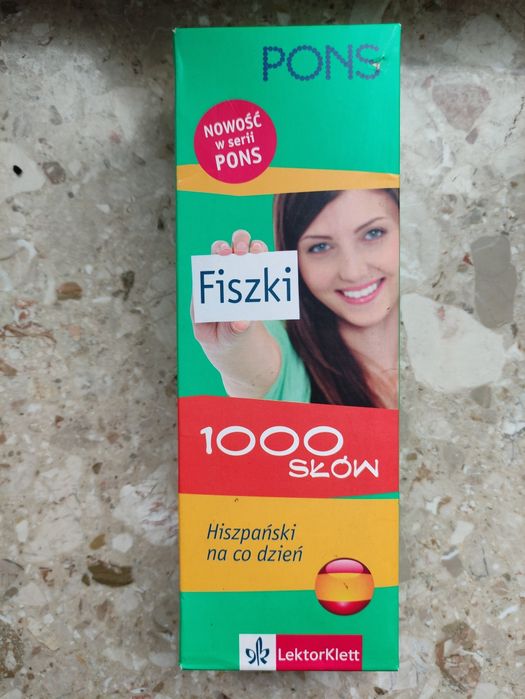 PONS
NOWOŚĆ
w serii
PONS
Fiszki
1000
SŁÓW
Hiszpański
na co dzień
LektorKlett